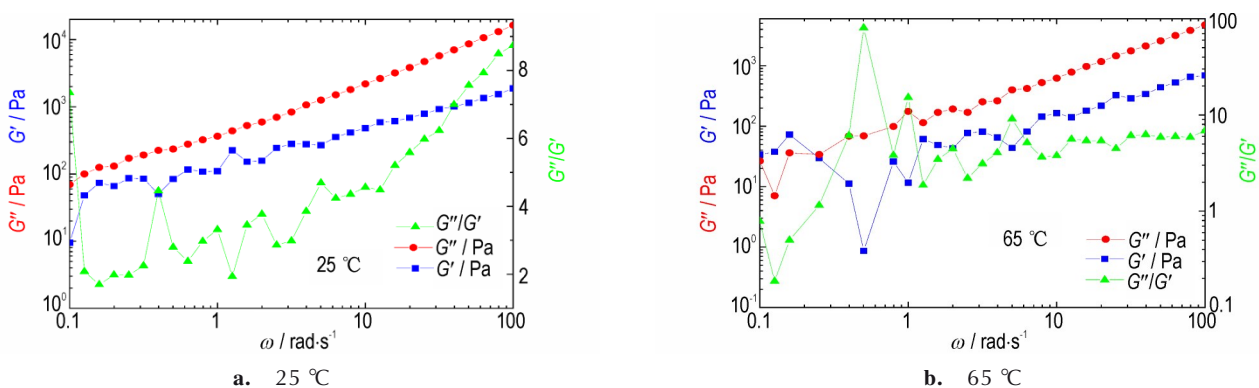 10⁴
10³
10²
10¹
10⁰
G′ / Pa
G″ / Pa
8
6
4
2
G″/G′
G″/G′
G″ / Pa
G′ / Pa
25 ℃
0.1 1 10 100
ω / rad·s⁻¹
a. 25 ℃
10³
10²
10¹
10⁰
10⁻¹
G′ / Pa
G″ / Pa
100
10
1
0.1
G″/G′
65 ℃
G″ / Pa
G′ / Pa
G″/G′
0.1 1 10 100
ω / rad·s⁻¹
b. 65 ℃